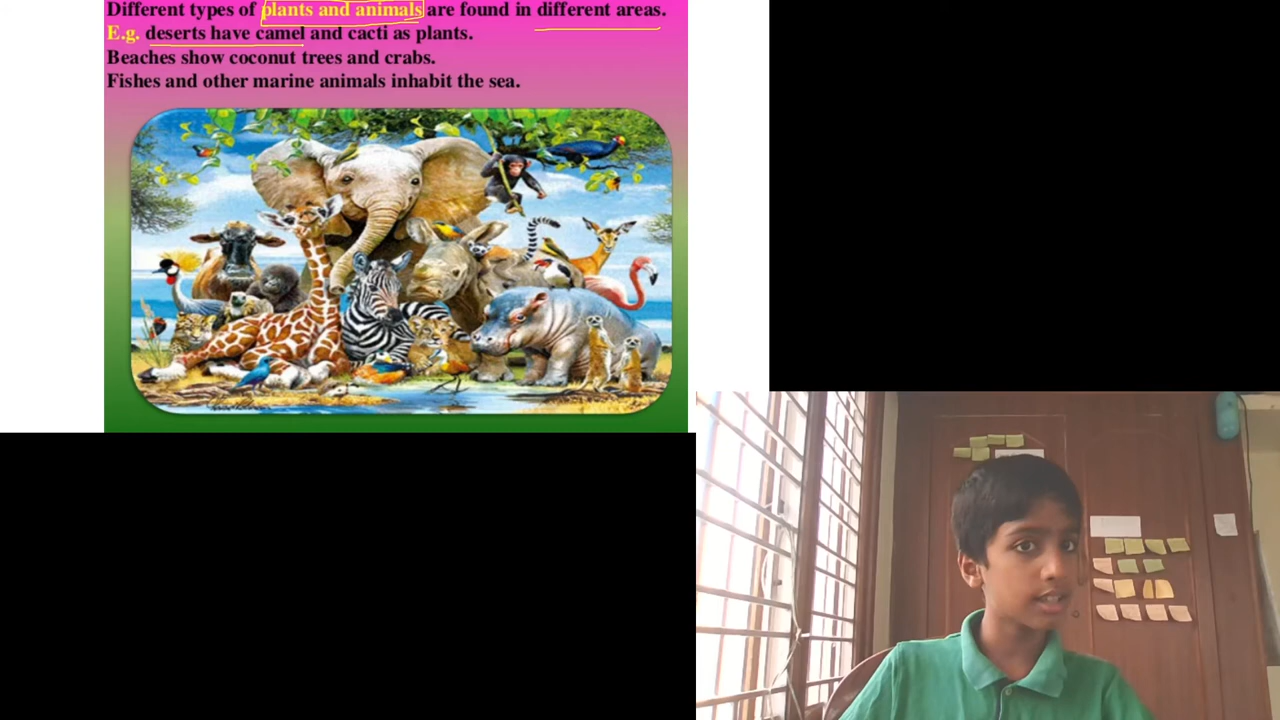 Different types of plants and animals are found in different areas.
E.g. deserts have camel and cacti as plants.
Beaches show coconut trees and crabs.
Fishes and other marine animals inhabit the sea.